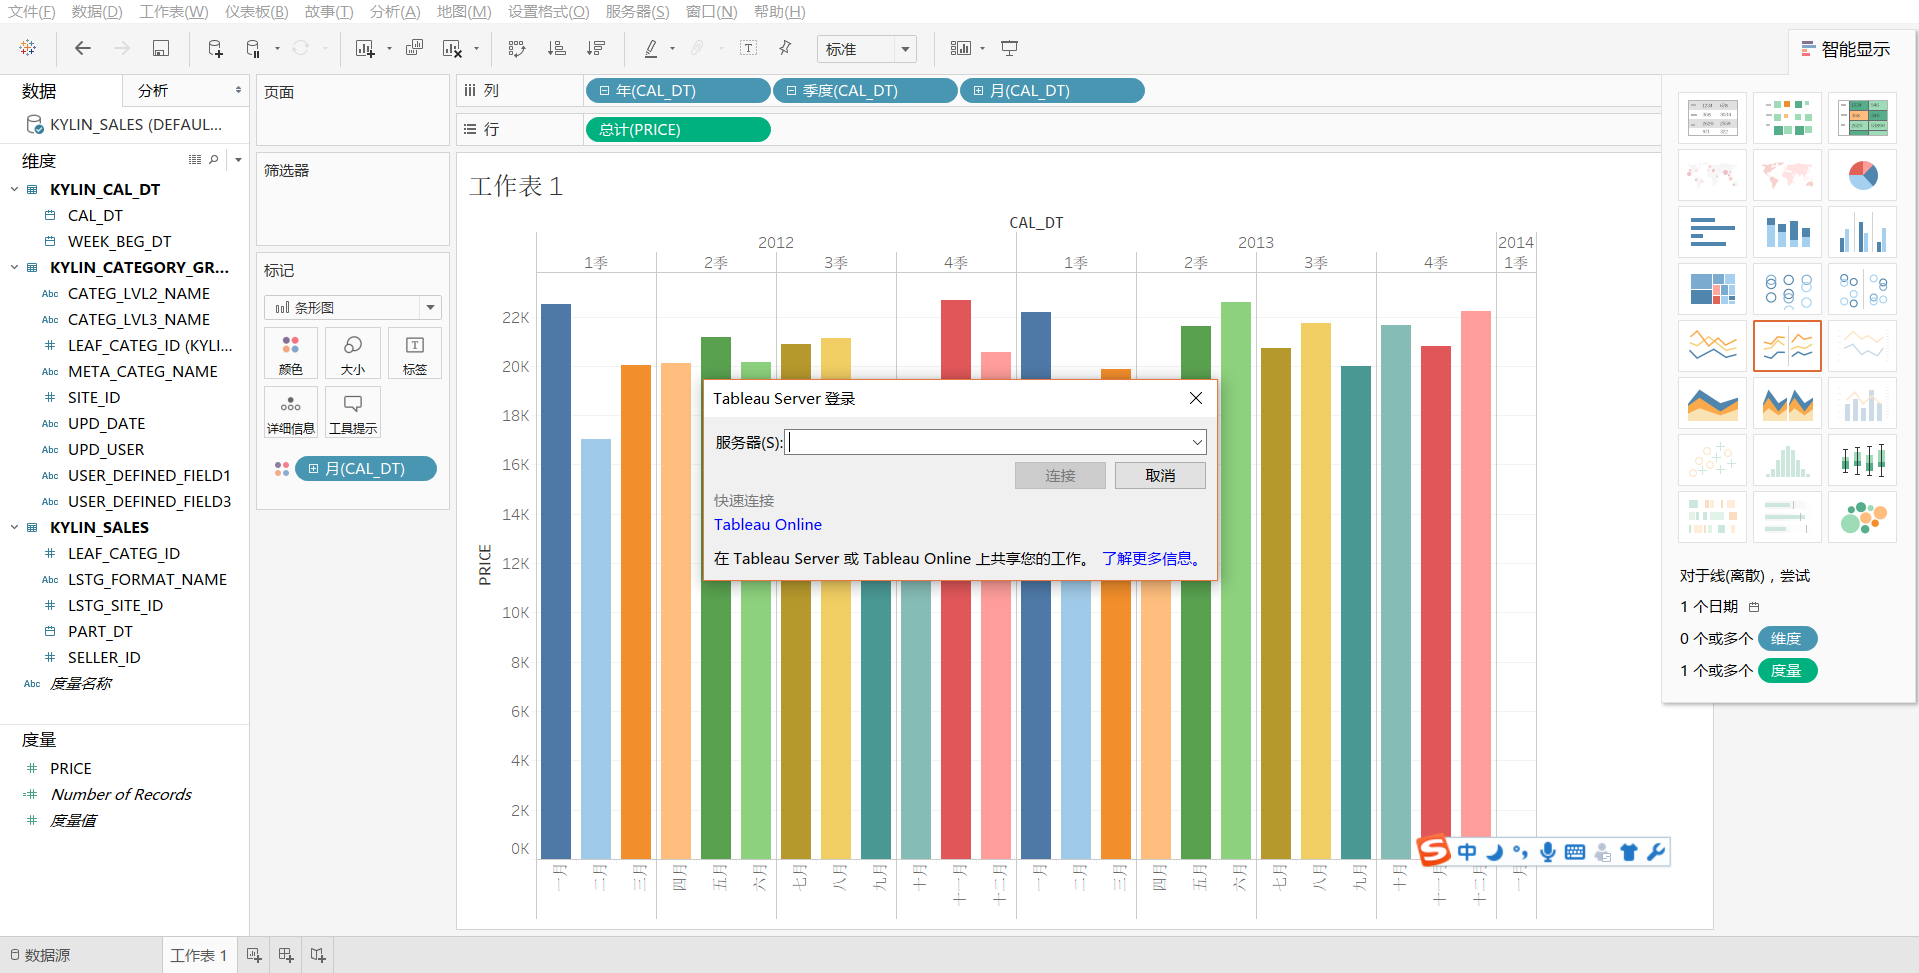 文件(F) 数据(D) 工作表(W) 仪表板(B) 故事(T) 分析(A) 地图(M) 设置格式(O) 服务器(S) 窗口(N) 帮助(H)
标准
智能显示
数据
分析
KYLIN_SALES (DEFAUL...
维度
KYLIN_CAL_DT
CAL_DT
WEEK_BEG_DT
KYLIN_CATEGORY_GR...
Abc CATEG_LVL2_NAME
Abc CATEG_LVL3_NAME
LEAF_CATEG_ID (KYLI...
Abc META_CATEG_NAME
SITE_ID
Abc UPD_DATE
Abc UPD_USER
Abc USER_DEFINED_FIELD1
Abc USER_DEFINED_FIELD3
KYLIN_SALES
LEAF_CATEG_ID
Abc LSTG_FORMAT_NAME
LSTG_SITE_ID
PART_DT
SELLER_ID
Abc 度量名称
度量
PRICE
Number of Records
度量值
页面
筛选器
标记
条形图
颜色 大小 标签
详细信息 工具提示
月(CAL_DT)
列 年(CAL_DT) 季度(CAL_DT) 月(CAL_DT)
行 总计(PRICE)
工作表 1
CAL_DT
2012 2013 2014
1季 2季 3季 4季 1季 2季 3季 4季 1季
22K
20K
18K
16K
14K
12K
10K
8K
6K
4K
2K
0K
PRICE
一月 二月 三月 四月 五月 六月 七月 八月 九月 十月 十一月 十二月 一月 二月 三月 四月 五月 六月 七月 八月 九月 十月 十一月 十二月 一月
Tableau Server 登录
服务器(S):
连接 取消
快速连接
Tableau Online
在 Tableau Server 或 Tableau Online 上共享您的工作。 了解更多信息。
对于线(离散)，尝试
1 个日期
0 个或多个 维度
1 个或多个 度量
S 中
数据源 工作表 1